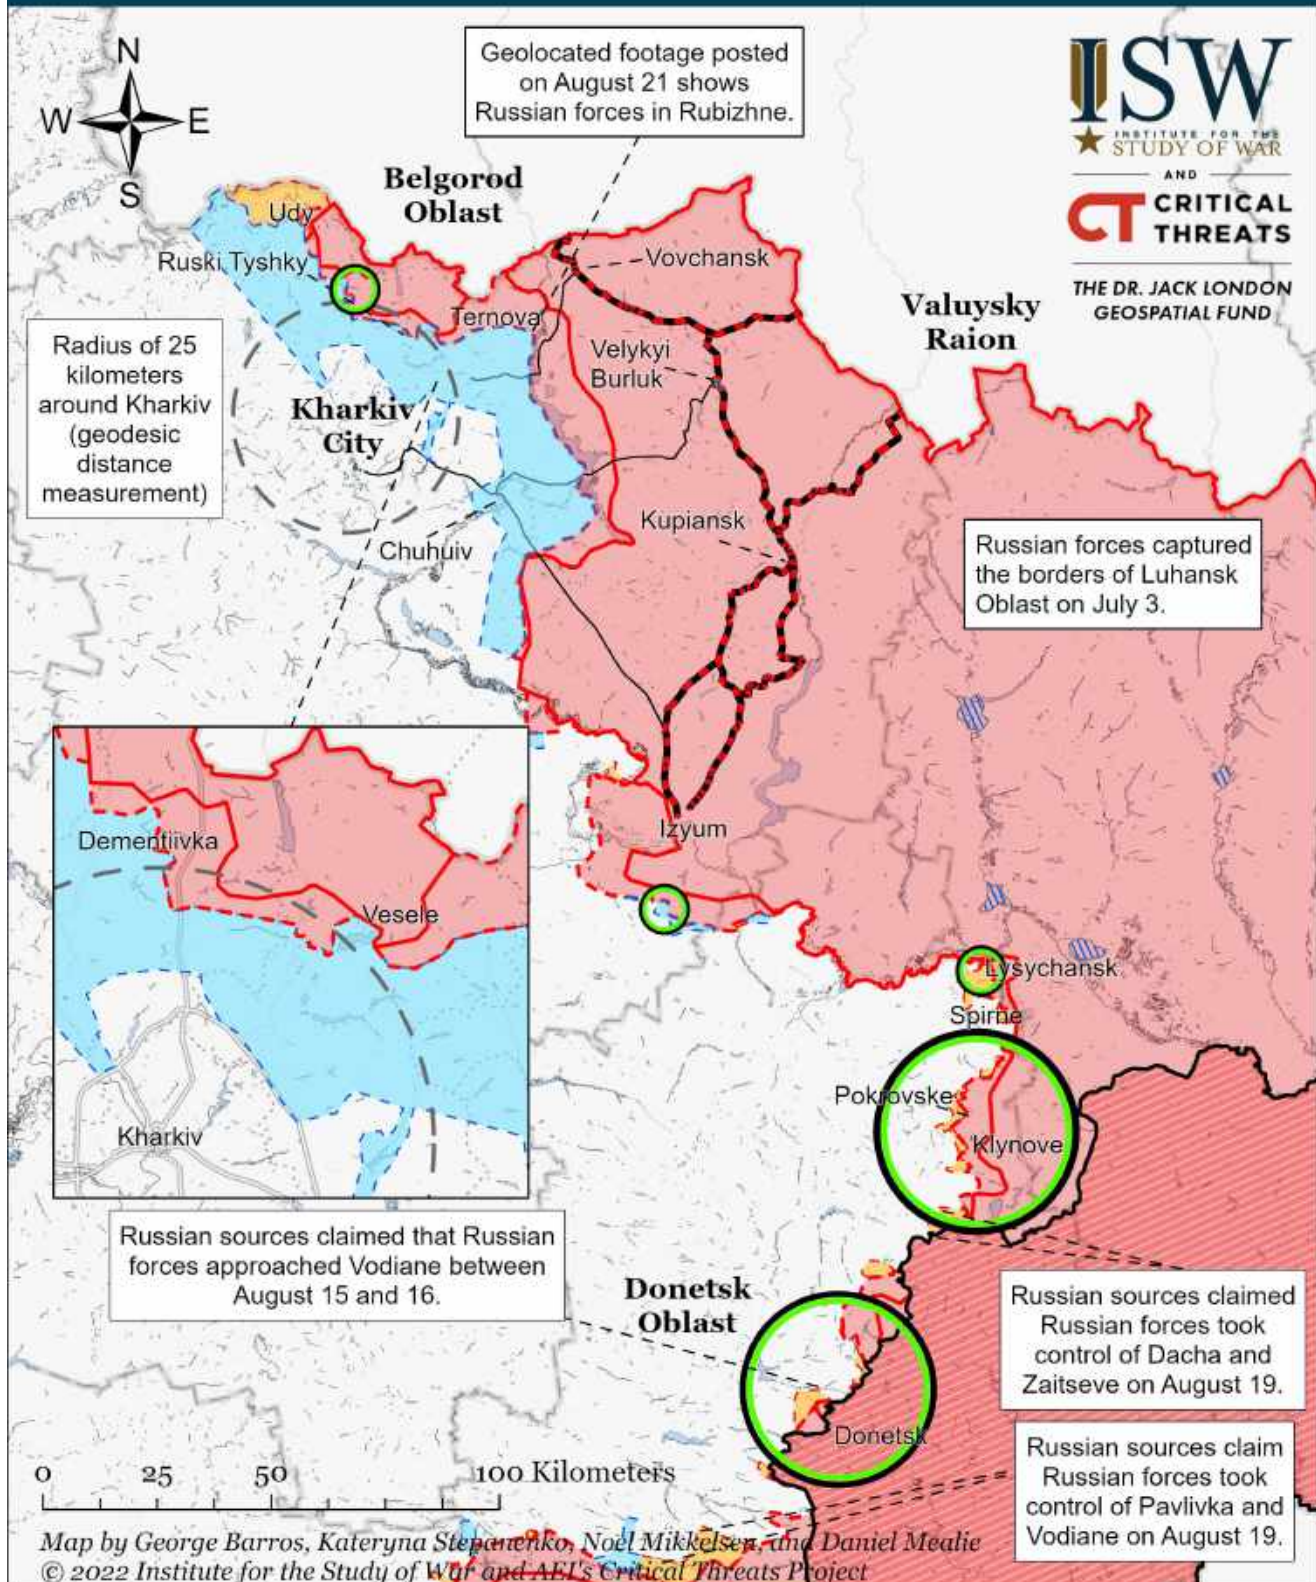 Geolocated footage posted
on August 21 shows
Russian forces in Rubizhne.
ISW
INSTITUTE FOR THE
STUDY OF WAR
AND
CT CRITICAL
THREATS
THE DR. JACK LONDON
GEOSPATIAL FUND
N
W E
S
Belgorod
Oblast
Udy
Ruski Tyshky
Vovchansk
Ternova
Valuysky
Raion
Radius of 25
kilometers
around Kharkiv
(geodesic
distance
measurement)
Velykyi
Burluk
Kharkiv
City
Kupiansk
Chuhuiv
Russian forces captured
the borders of Luhansk
Oblast on July 3.
Izyum
Dementiivka
Vesele
Kharkiv
Lysychansk
Spirne
Pokrovske
Klynove
Russian sources claimed that Russian
forces approached Vodiane between
August 15 and 16.
Donetsk
Oblast
Russian sources claimed
Russian forces took
control of Dacha and
Zaitseve on August 19.
Donetsk
Russian sources claim
Russian forces took
control of Pavlivka and
Vodiane on August 19.
0 25 50 100 Kilometers
Map by George Barros, Kateryna Stepanenko, Noel Mikkelsen, and Daniel Mealie
© 2022 Institute for the Study of War and AEI's Critical Threats Project